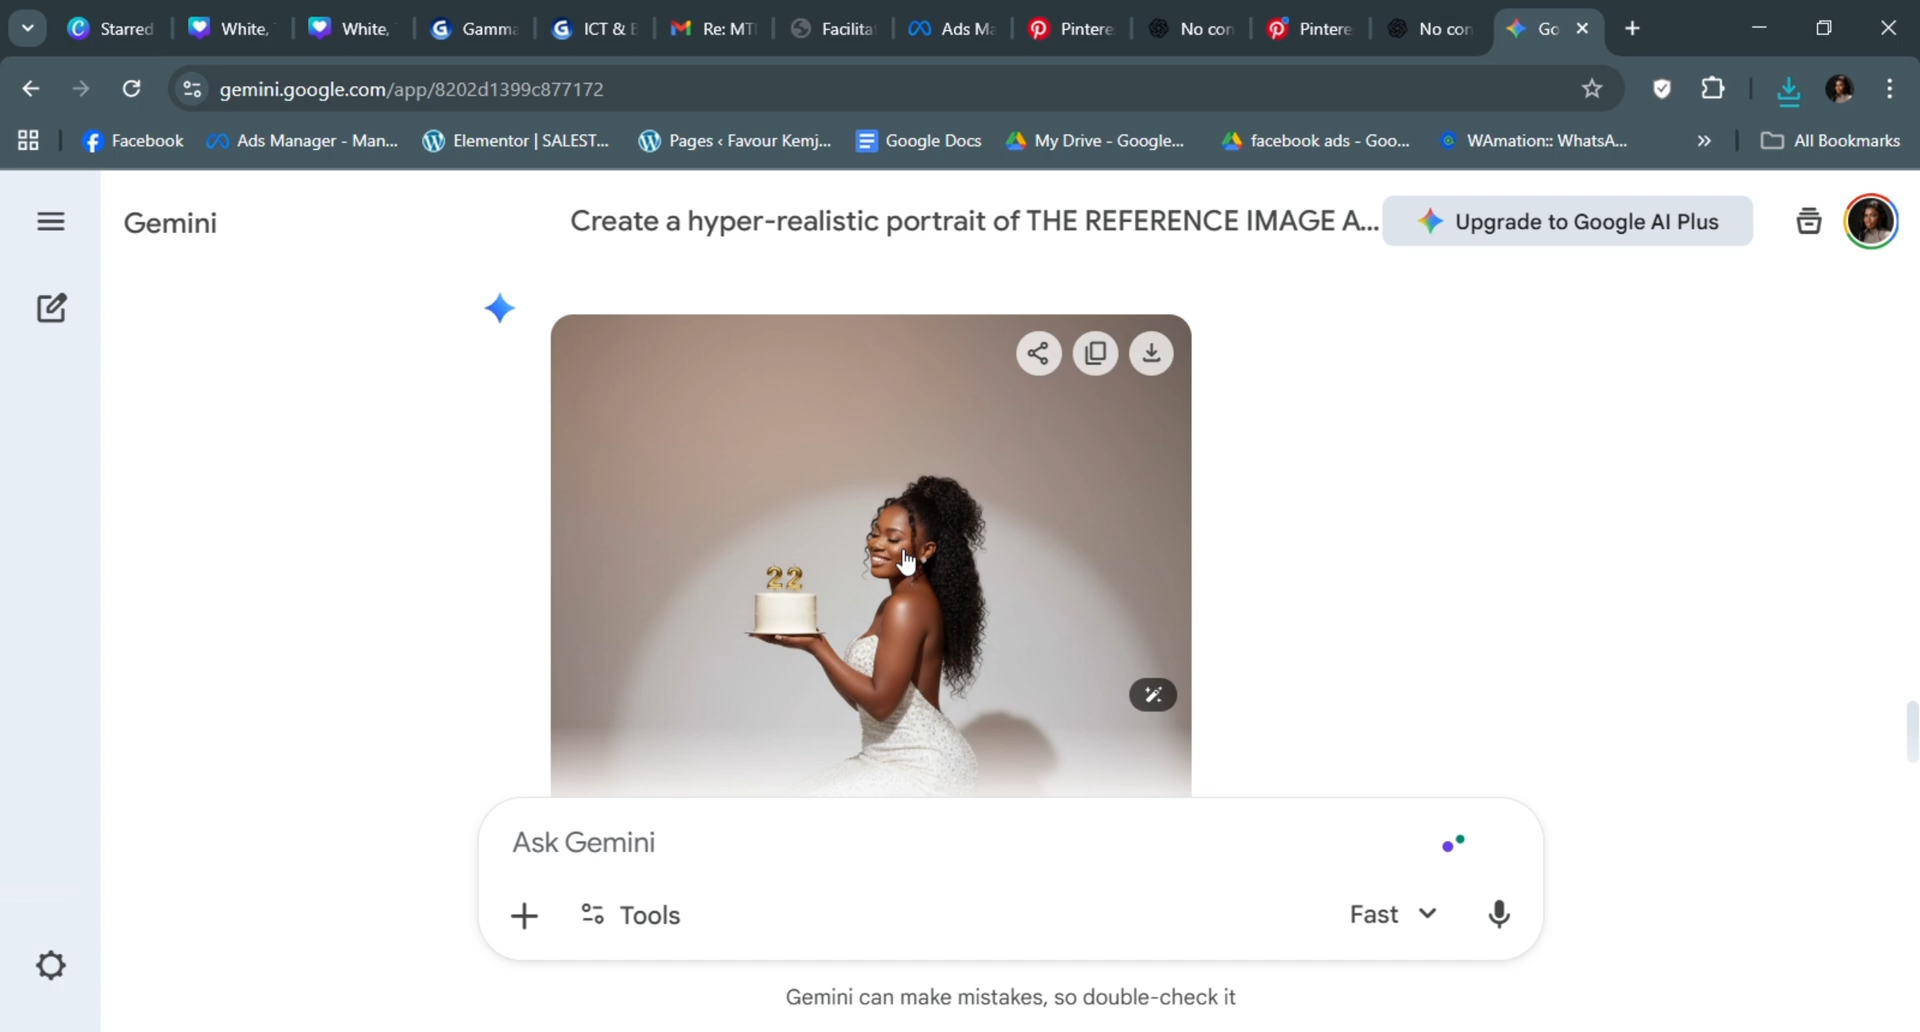 Starred
White,
White,
Gamma
ICT & E
Re: MT
Facilita
Ads Ma
Pintere
No con
Pintere
No con
Go
gemini.google.com/app/8202d1399c877172
Facebook
Ads Manager - Man...
Elementor | SALEST...
Pages ‹ Favour Kemj...
Google Docs
My Drive - Google...
facebook ads - Goo...
WAmation:: WhatsA...
»
All Bookmarks
Gemini
Create a hyper-realistic portrait of THE REFERENCE IMAGE A...
Upgrade to Google AI Plus
22
Ask Gemini
Tools
Fast
Gemini can make mistakes, so double-check it